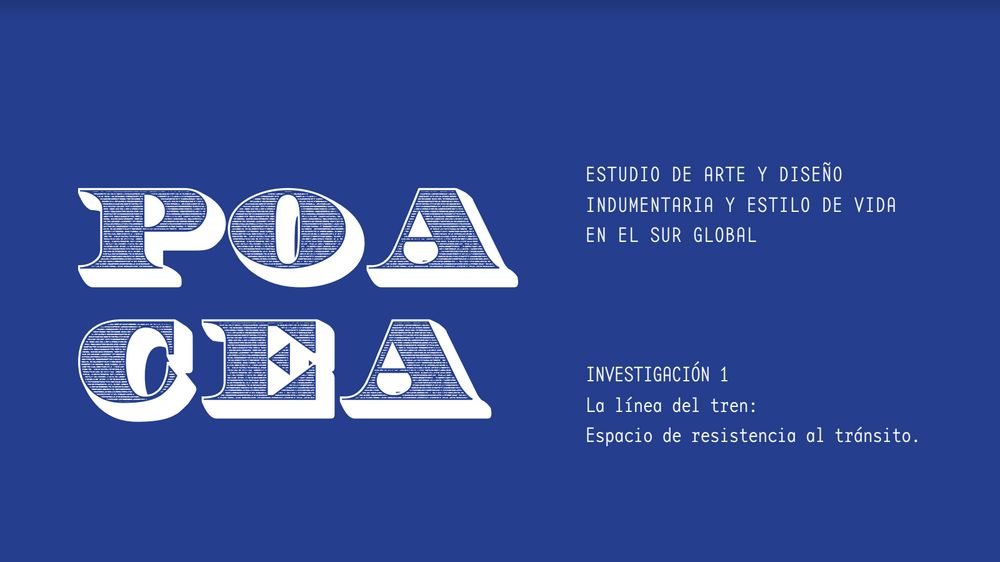 POA
CEA
ESTUDIO DE ARTE Y DISEÑO
INDUMENTARIA Y ESTILO DE VIDA
EN EL SUR GLOBAL
INVESTIGACIÓN 1
La línea del tren:
Espacio de resistencia al tránsito.